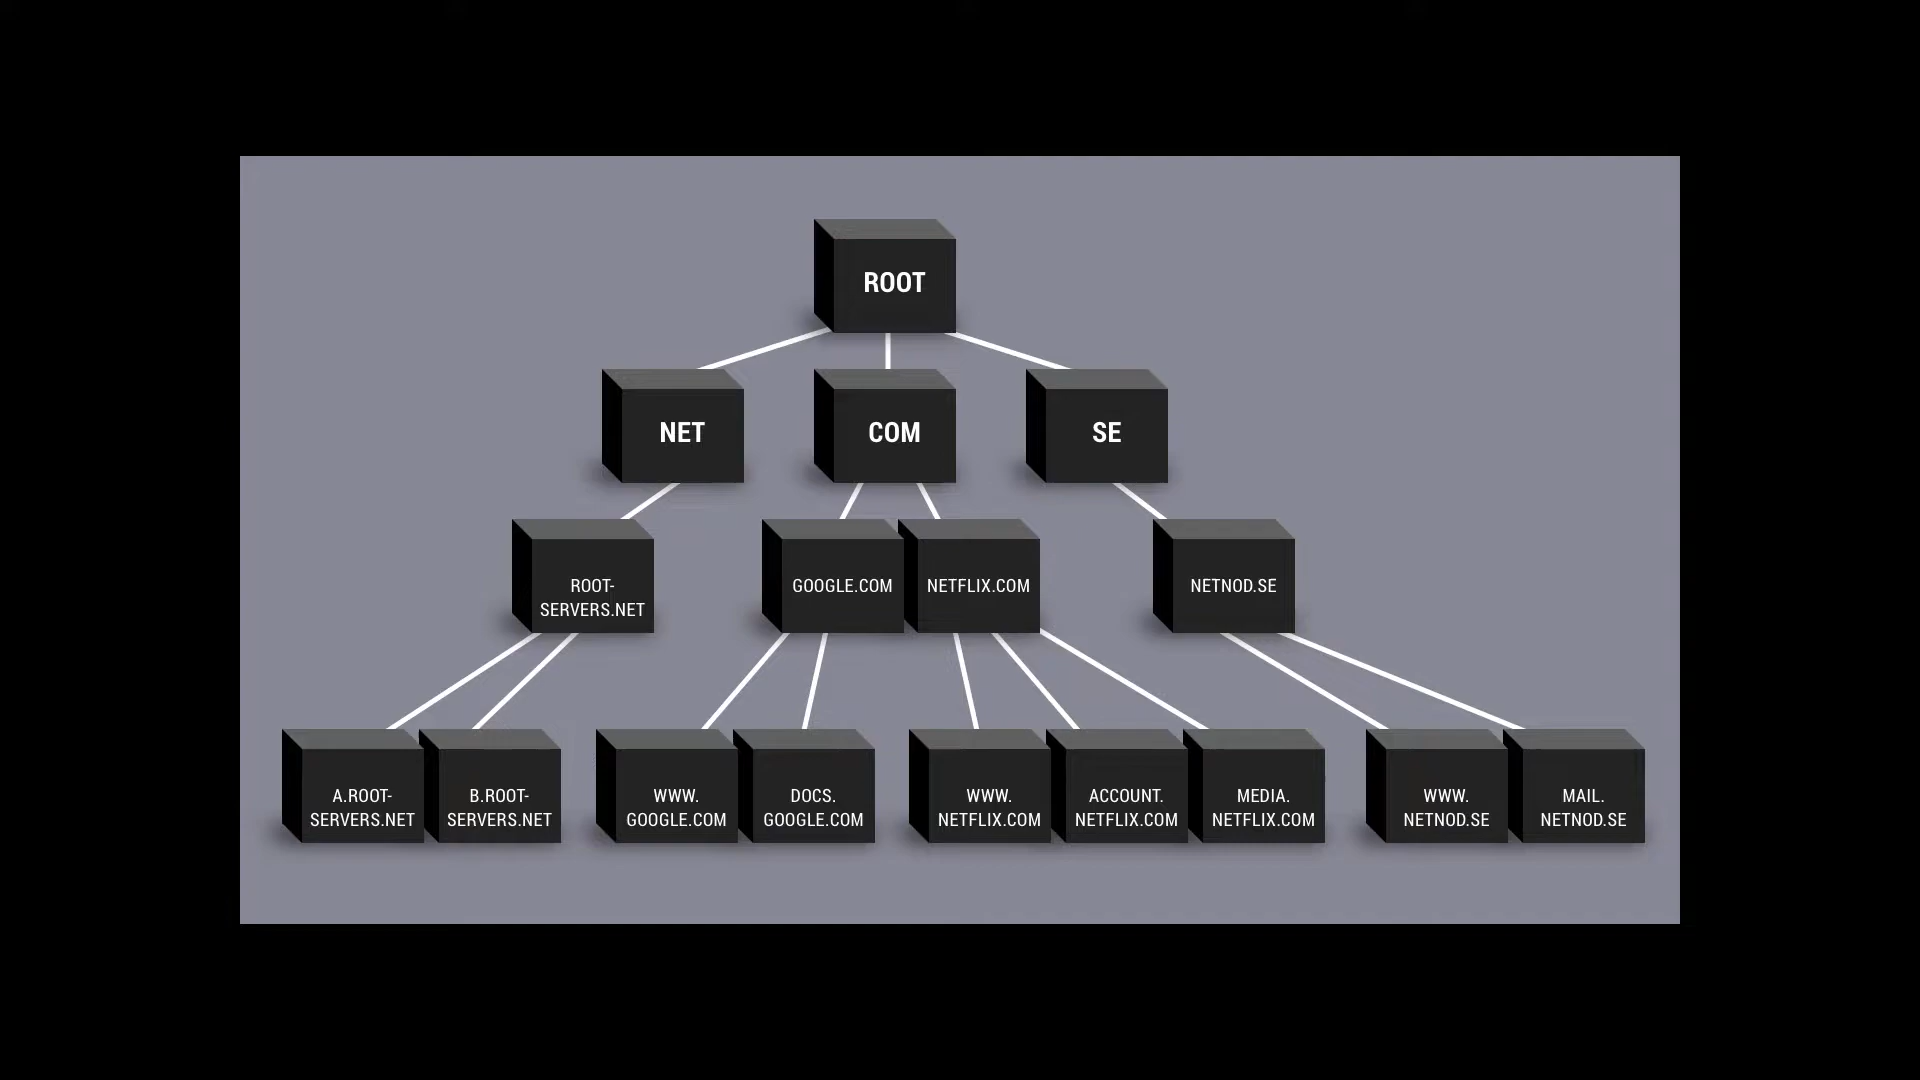 ROOT
NET
COM
SE
ROOT-
SERVERS.NET
GOOGLE.COM
NETFLIX.COM
NETNOD.SE
A.ROOT-
SERVERS.NET
B.ROOT-
SERVERS.NET
WWW.
GOOGLE.COM
DOCS.
GOOGLE.COM
WWW.
NETFLIX.COM
ACCOUNT.
NETFLIX.COM
MEDIA.
NETFLIX.COM
WWW.
NETNOD.SE
MAIL.
NETNOD.SE